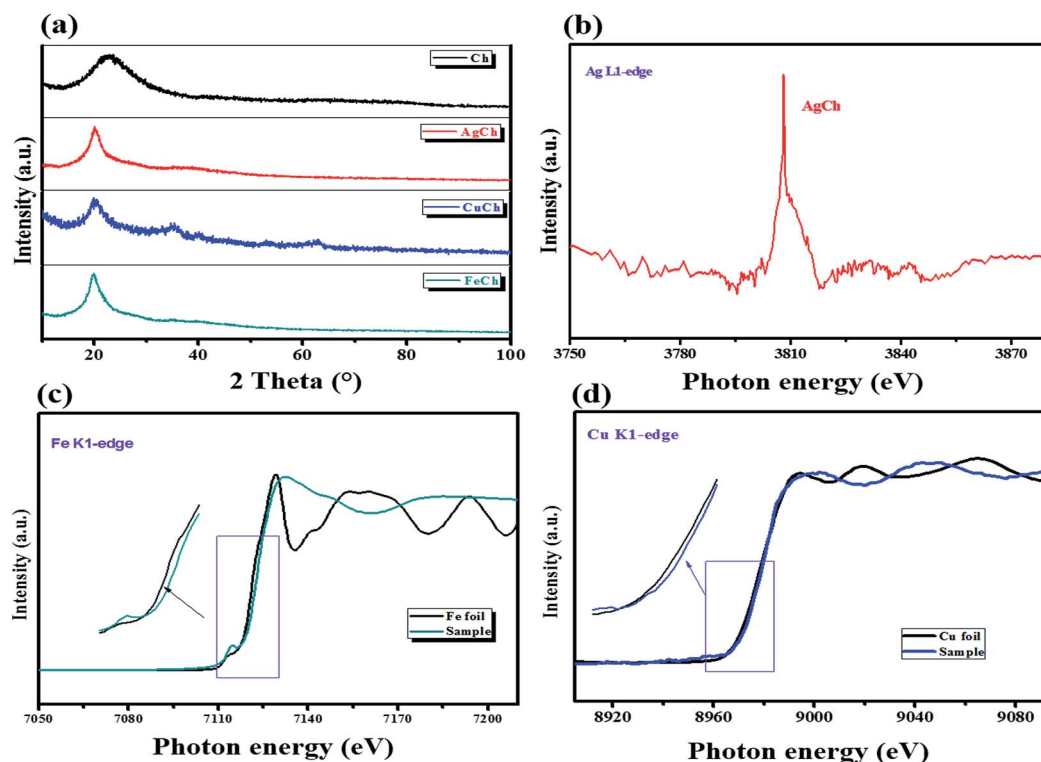 (a)
Ch
AgCh
CuCh
FeCh
Intensity (a.u.)
20 40 60 80 100
2 Theta (°)
(b)
Ag L1-edge
AgCh
Intensity (a.u.)
3750 3780 3810 3840 3870
Photon energy (eV)
(c)
Fe K1-edge
Fe foil
Sample
Intensity (a.u.)
7050 7080 7110 7140 7170 7200
Photon energy (eV)
(d)
Cu K1-edge
Cu foil
Sample
Intensity (a.u.)
8920 8960 9000 9040 9080
Photon energy (eV)